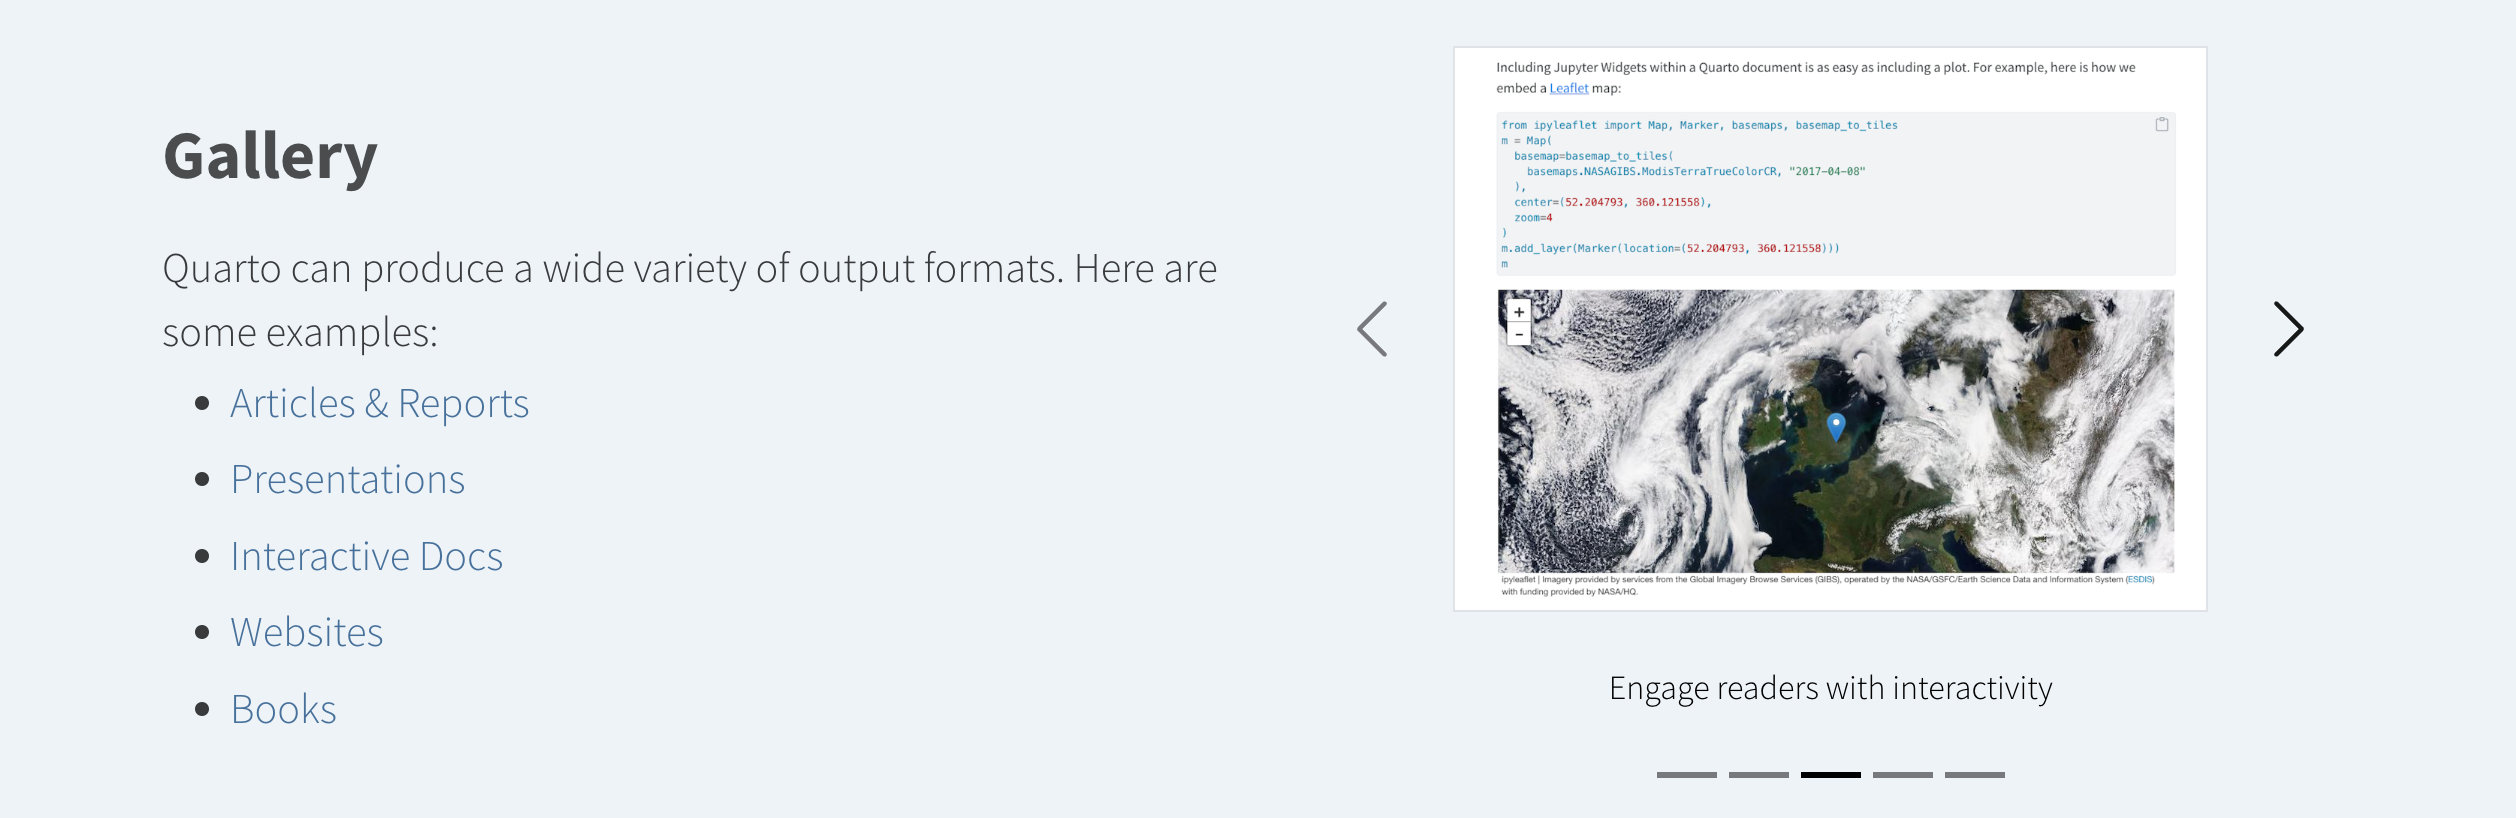 Gallery
Quarto can produce a wide variety of output formats. Here are
some examples:
Articles & Reports
Presentations
Interactive Docs
Websites
Books
Including Jupyter Widgets within a Quarto document is as easy as including a plot. For example, here is how we
embed a Leaflet map:
from ipyleaflet import Map, Marker, basemaps, basemap_to_tiles
m = Map(
  basemap=basemap_to_tiles(
    basemaps.NASAGIBS.ModisTerraTrueColorCR, "2017-04-08"
  ),
  center=(52.204793, 360.121558),
  zoom=4
)
m.add_layer(Marker(location=(52.204793, 360.121558)))
m
+
-
ipyleaflet | Imagery provided by services from the Global Imagery Browse Services (GIBS), operated by the NASA/GSFC/Earth Science Data and Information System (ESDIS)
with funding provided by NASA/HQ.
Engage readers with interactivity